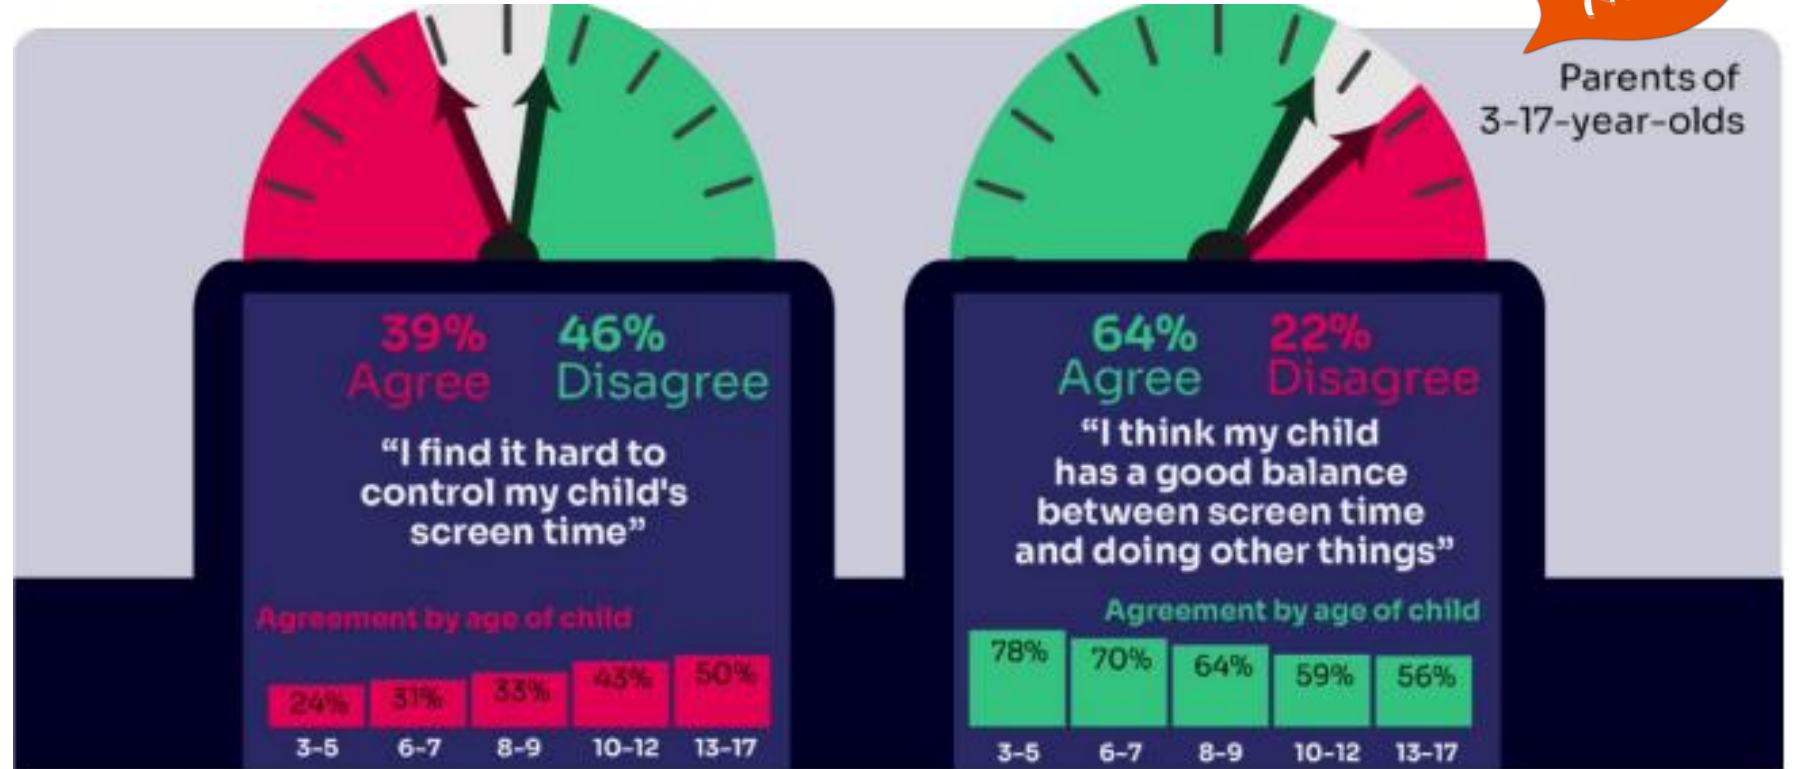 Parents of
3-17-year-olds
39% 46%
Agree Disagree
“I find it hard to
control my child's
screen time”
Agreement by age of child
24% 31% 33% 43% 50%
3-5 6-7 8-9 10-12 13-17
64% 22%
Agree Disagree
“I think my child
has a good balance
between screen time
and doing other things”
Agreement by age of child
78% 70% 64% 59% 56%
3-5 6-7 8-9 10-12 13-17